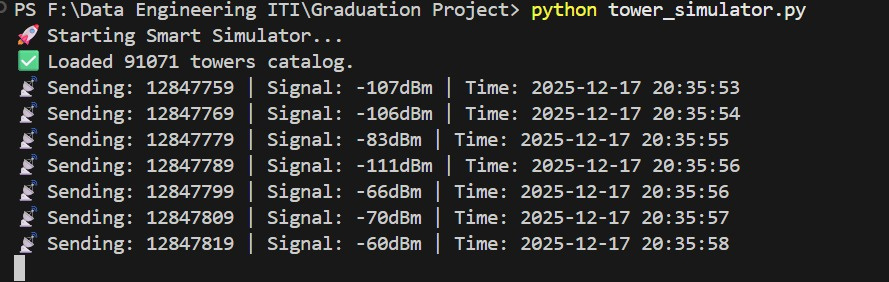 PS F:\Data Engineering ITI\Graduation Project> python tower_simulator.py
🚀 Starting Smart Simulator...
✅ Loaded 91071 towers catalog.
📡 Sending: 12847759 | Signal: -107dBm | Time: 2025-12-17 20:35:53
📡 Sending: 12847769 | Signal: -106dBm | Time: 2025-12-17 20:35:54
📡 Sending: 12847779 | Signal: -83dBm | Time: 2025-12-17 20:35:55
📡 Sending: 12847789 | Signal: -111dBm | Time: 2025-12-17 20:35:56
📡 Sending: 12847799 | Signal: -66dBm | Time: 2025-12-17 20:35:56
📡 Sending: 12847809 | Signal: -70dBm | Time: 2025-12-17 20:35:57
📡 Sending: 12847819 | Signal: -60dBm | Time: 2025-12-17 20:35:58